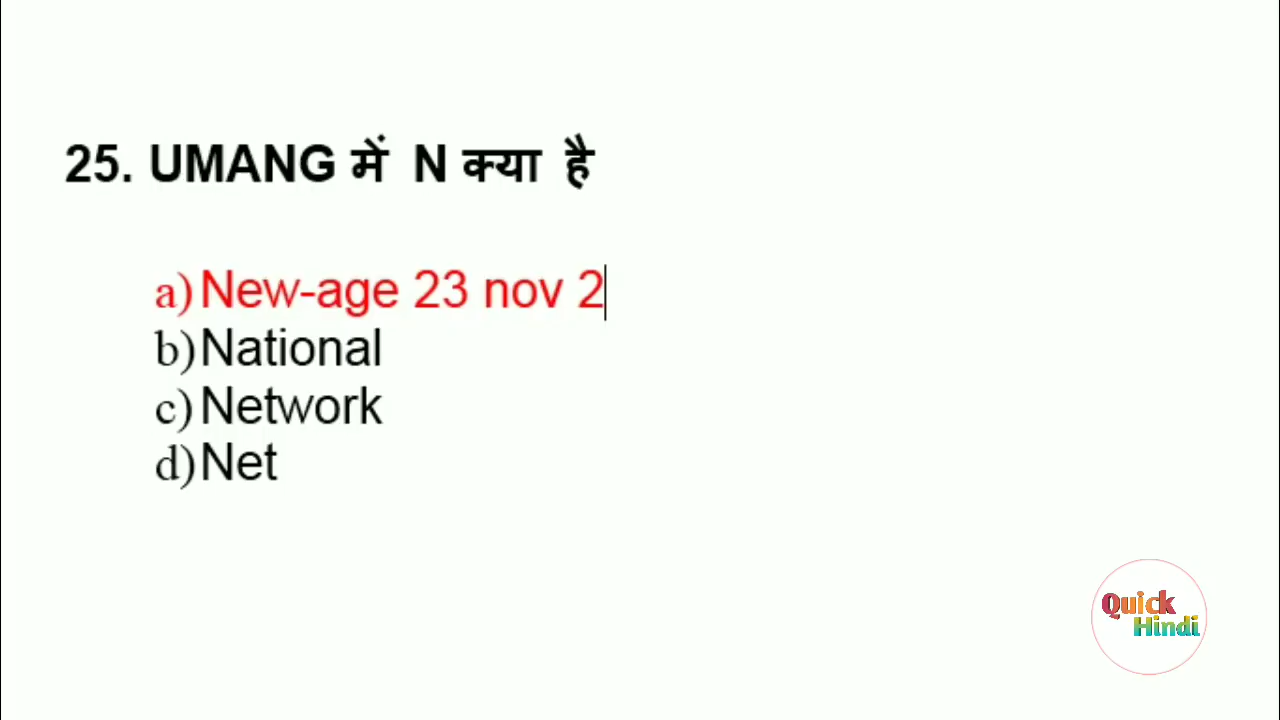 25. UMANG में N क्या है
a) New-age 23 nov 2
b) National
c) Network
d) Net
Quick
Hindi